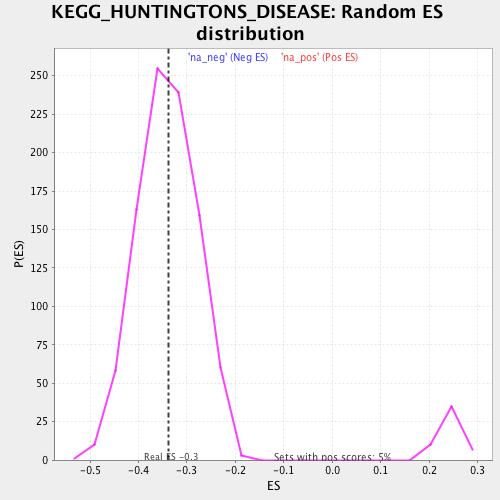 KEGG_HUNTINGTONS_DISEASE: Random ES
distribution
'na_neg' (Neg ES) 'na_pos' (Pos ES)
250
225
200
175
150
125
100
75
50
25
0
P(ES)
Real ES -0.3
Sets with pos scores: 5%
-0.5 -0.4 -0.3 -0.2 -0.1 0.0 0.1 0.2 0.3
ES